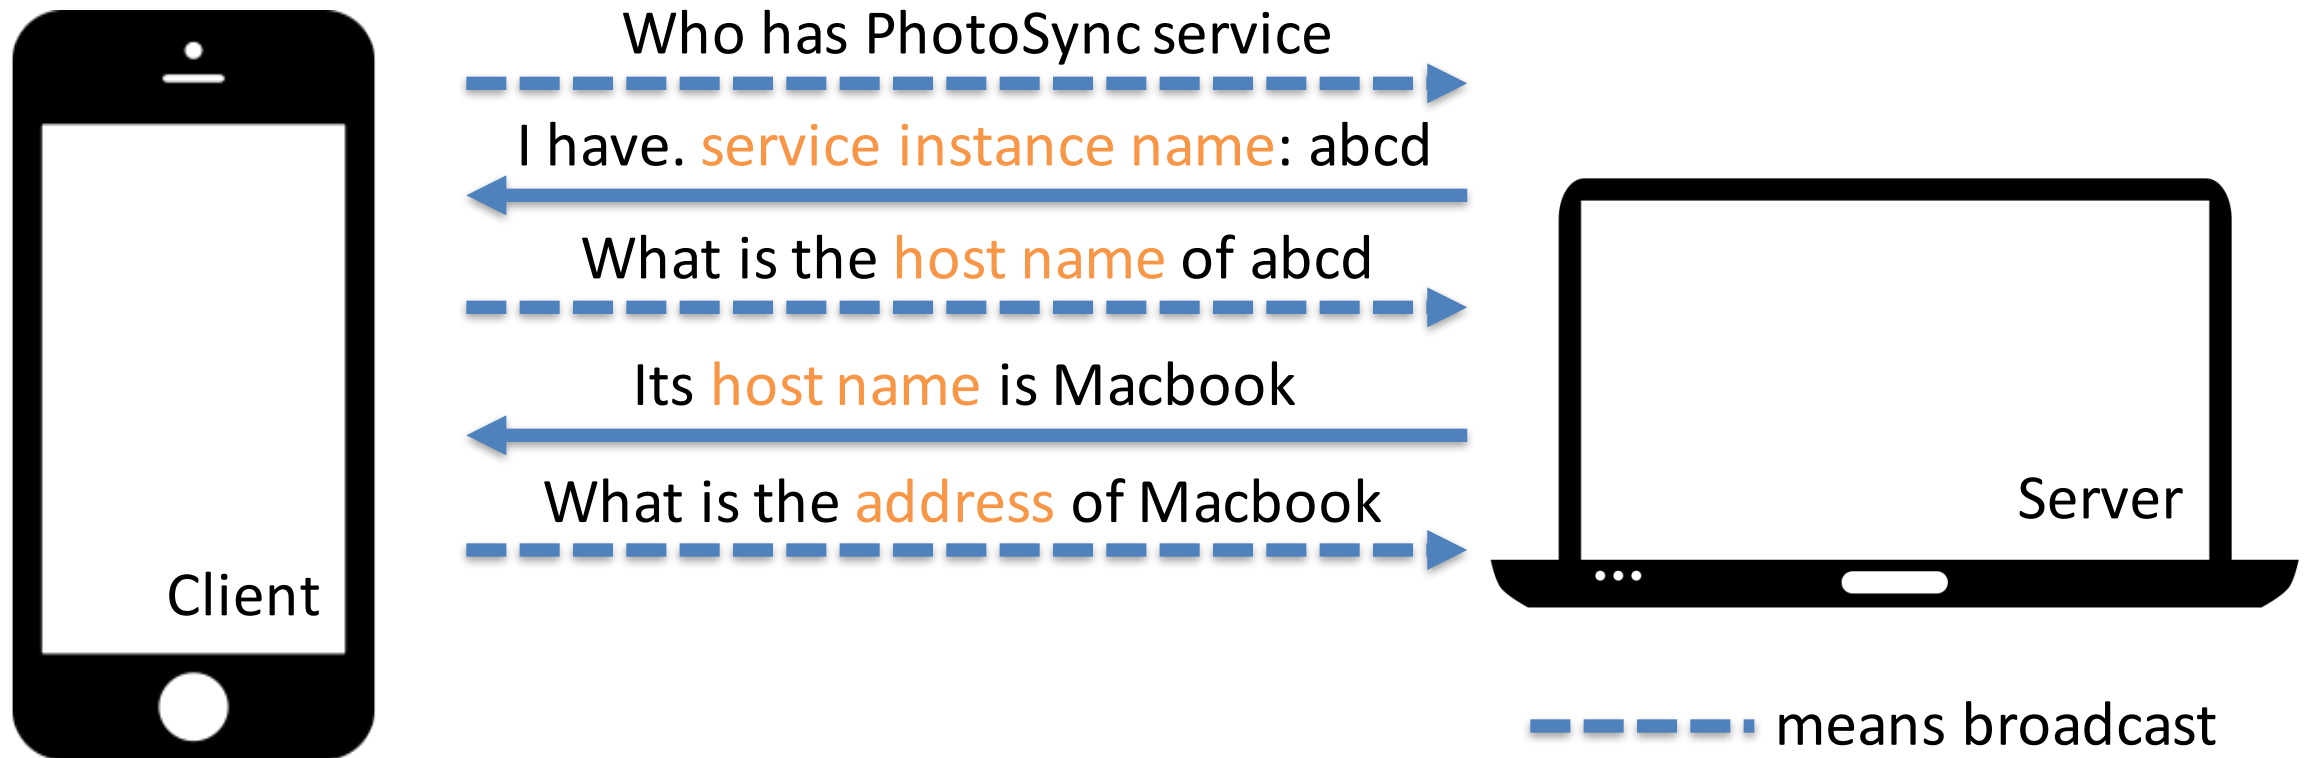 Who has PhotoSync service
I have. service instance name: abcd
What is the host name of abcd
Its host name is Macbook
What is the address of Macbook
Server
Client
means broadcast